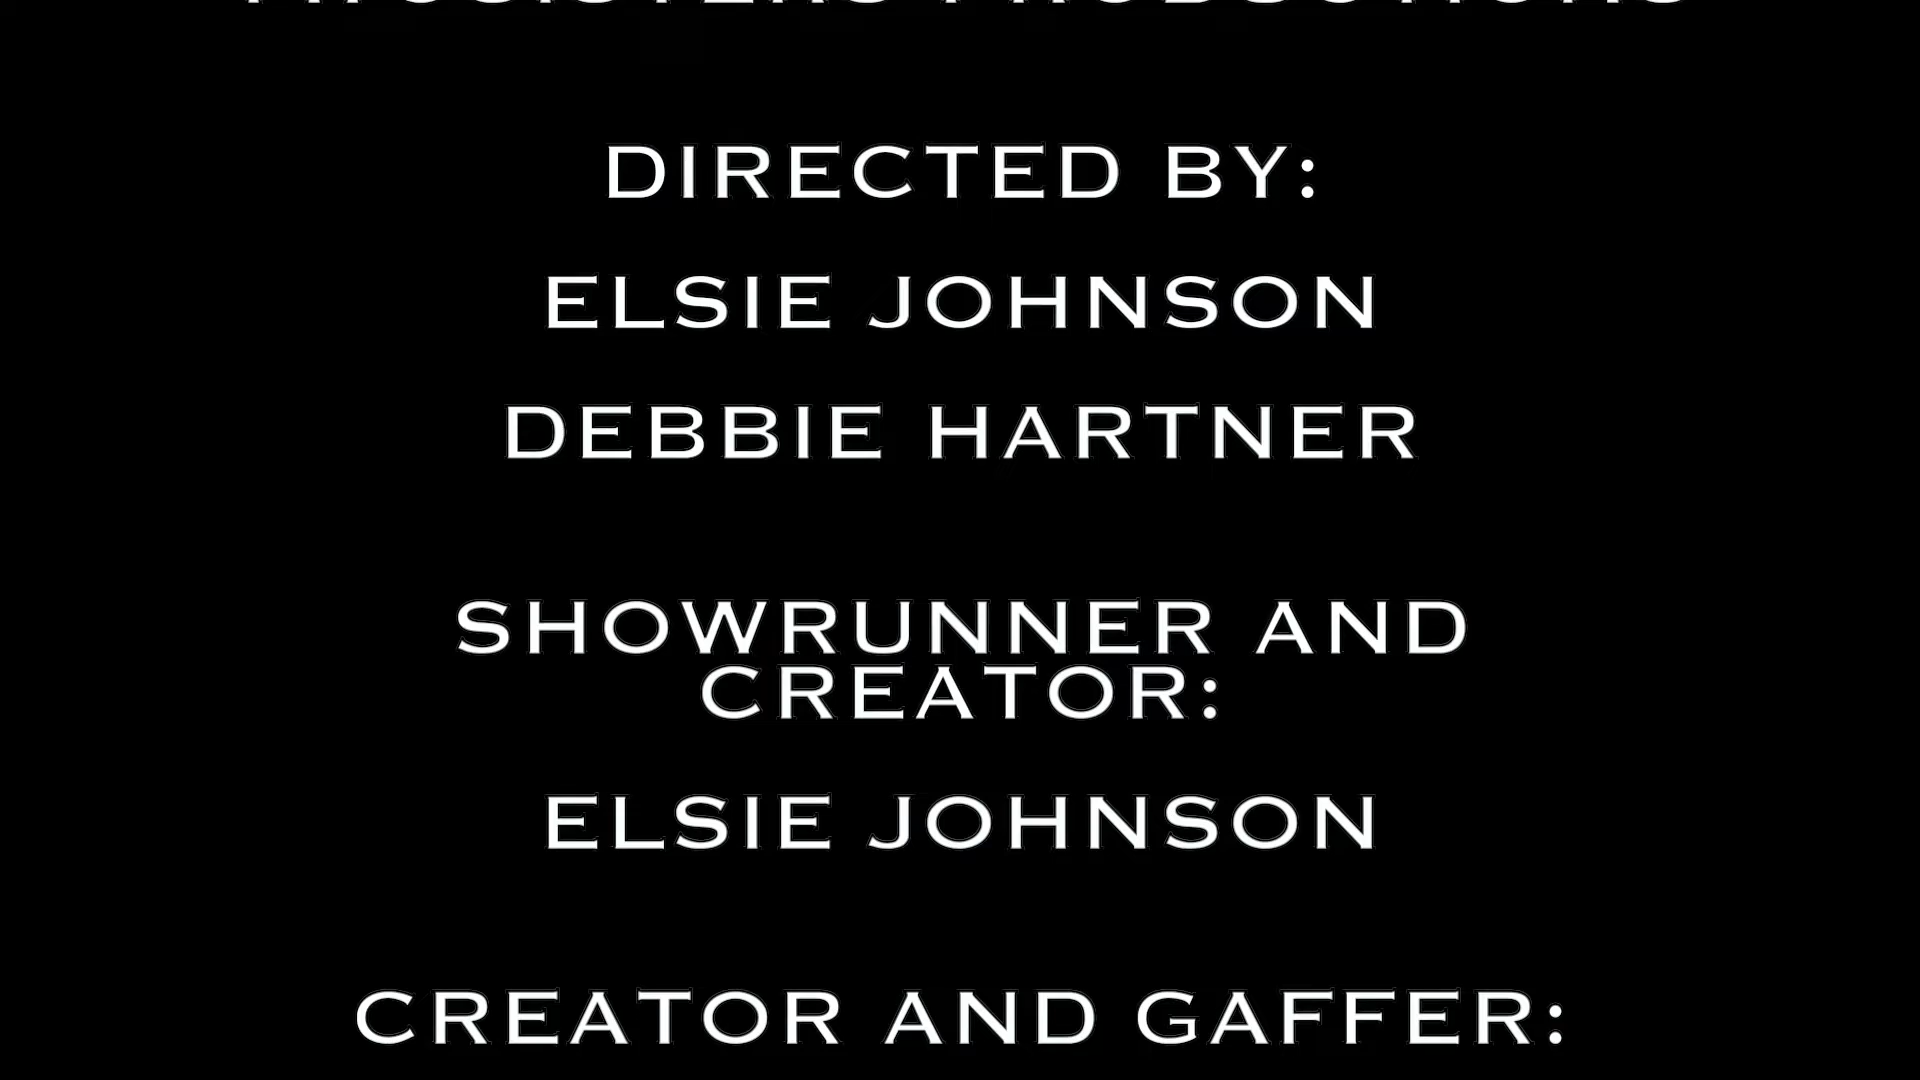 DIRECTED BY:
ELSIE JOHNSON
DEBBIE HARTNER
SHOWRUNNER AND
CREATOR:
ELSIE JOHNSON
CREATOR AND GAFFER: